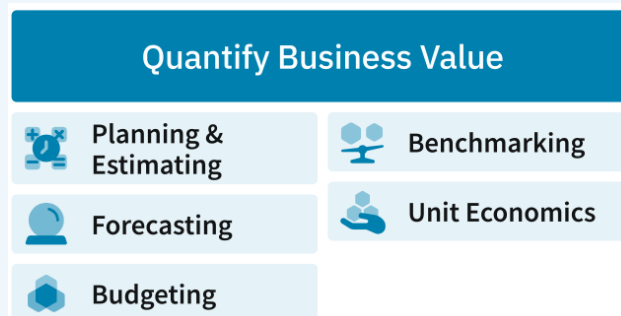 Quantify Business Value
Planning &
Estimating
Forecasting
Budgeting
Benchmarking
Unit Economics